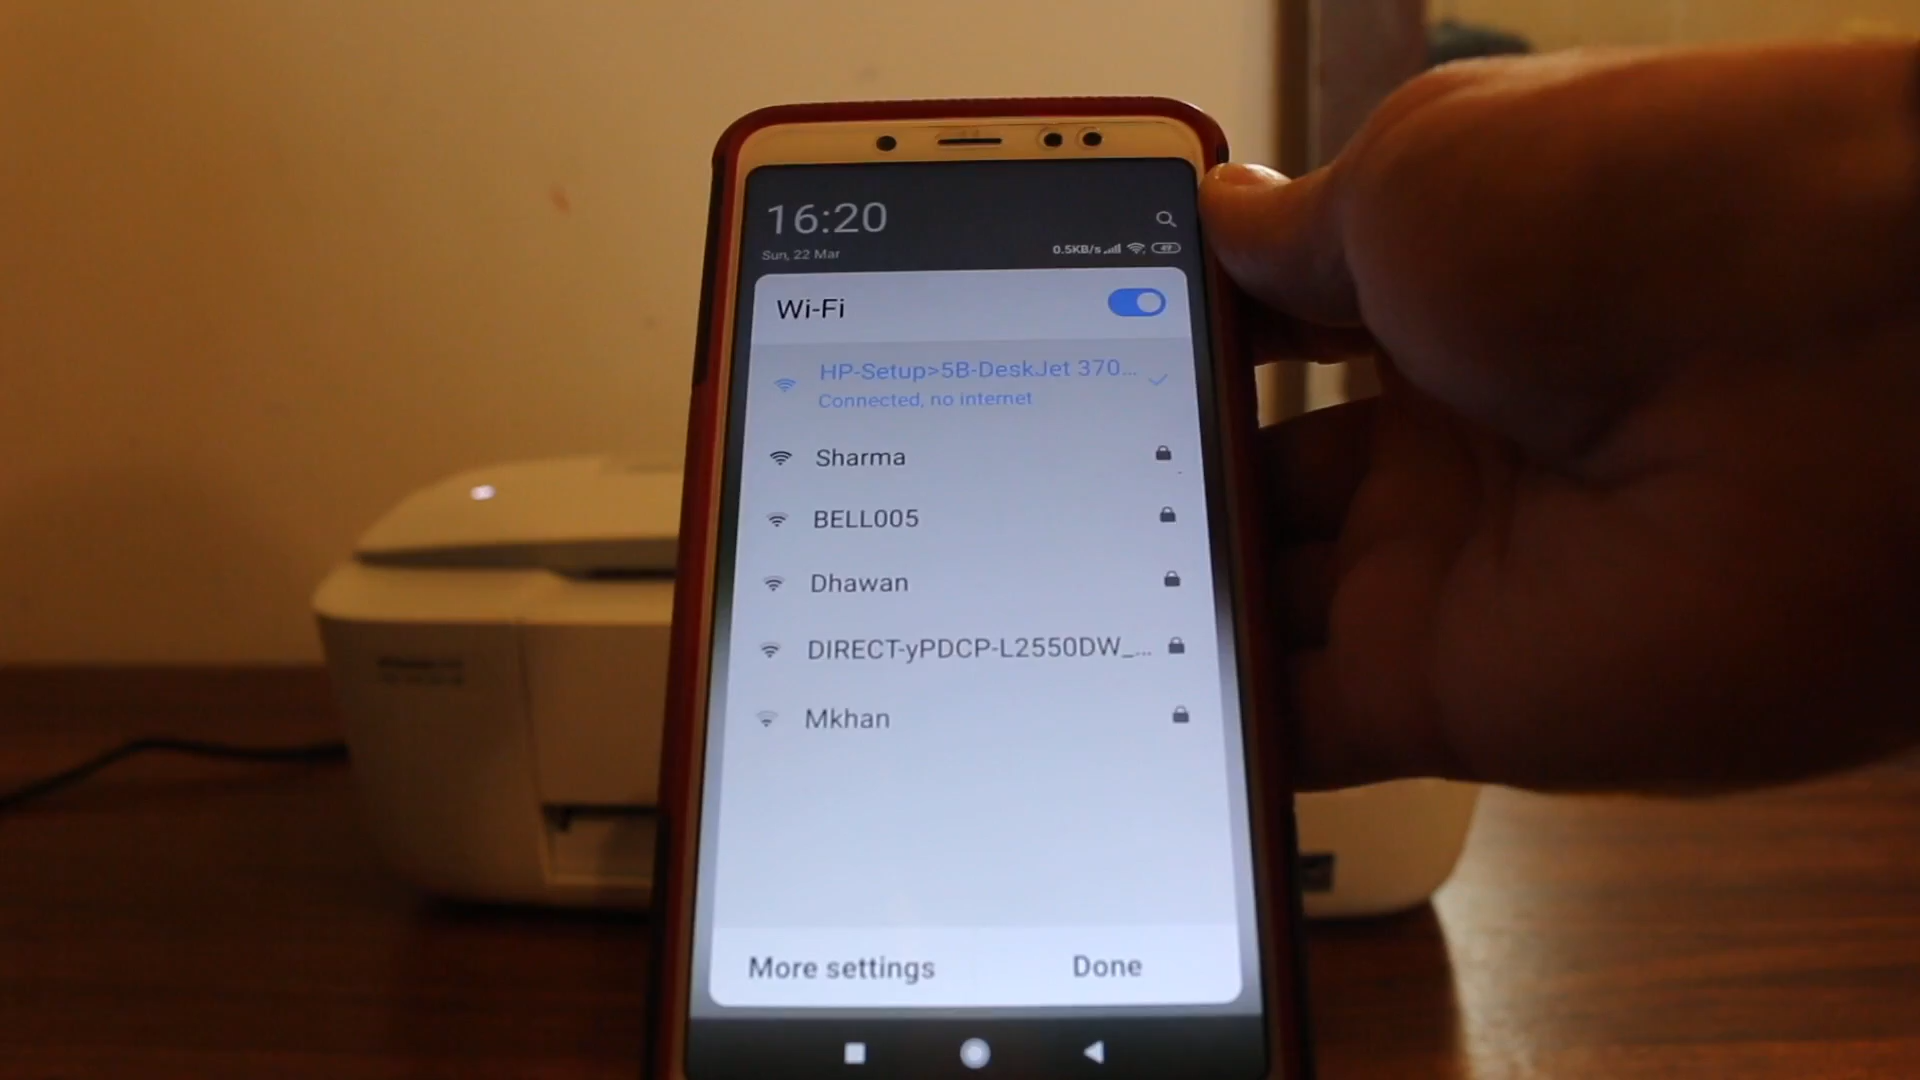 16:20
Sun, 22 Mar
0.5KB/s
49
Wi-Fi
HP-Setup>5B-DeskJet 370...
Connected, no internet
Sharma
BELL005
Dhawan
DIRECT-yPDCP-L2550DW_...
Mkhan
More settings
Done